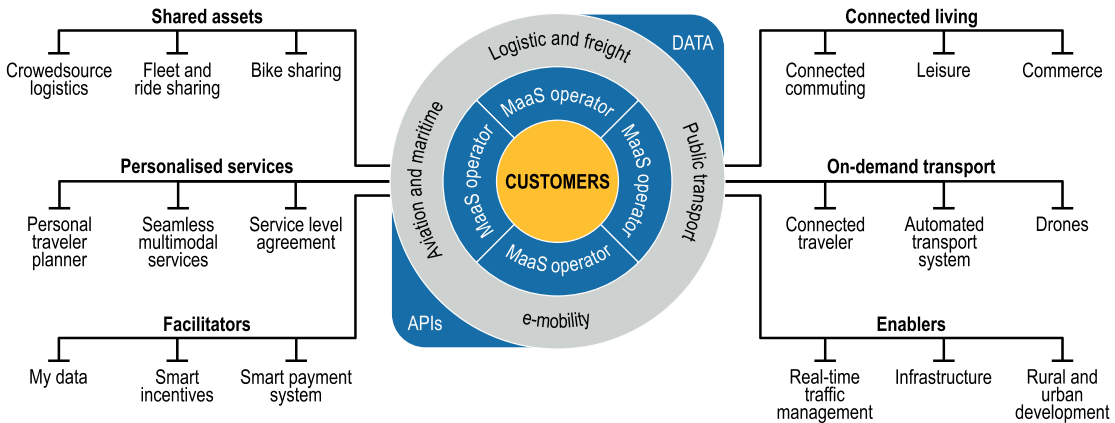 Shared assets
Crowedsource
logistics
Fleet and
ride sharing
Bike sharing
Personalised services
Personal
traveler
planner
Seamless
multimodal
services
Service level
agreement
Facilitators
My data
Smart
incentives
Smart payment
system
DATA
Logistic and freight
Aviation and maritime
Public transport
e-mobility
MaaS operator
MaaS operator
MaaS operator
MaaS operator
CUSTOMERS
APIs
Connected living
Connected
commuting
Leisure
Commerce
On-demand transport
Connected
traveler
Automated
transport
system
Drones
Enablers
Real-time
traffic
management
Infrastructure
Rural and
urban
development